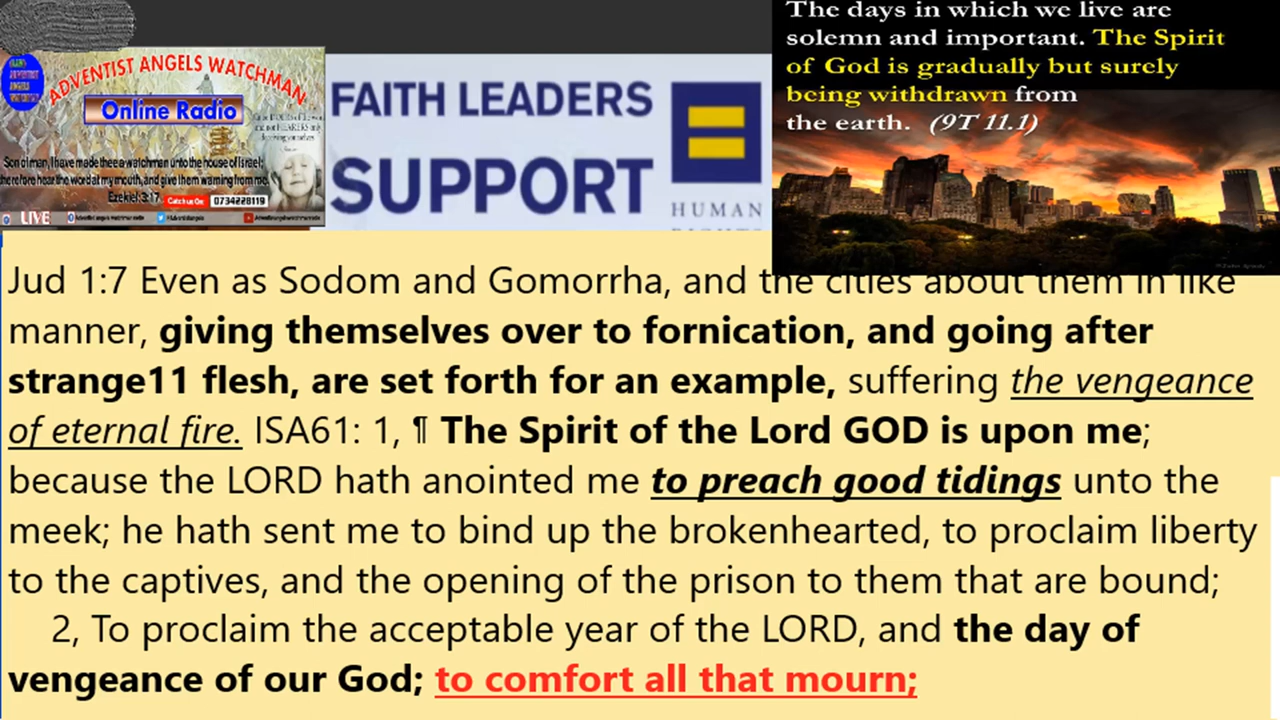 ADVENTIST ANGELS WATCHMAN
Online Radio
Son of man, I have made thee a watchman unto the house of Israel;
therefore hear the word at my mouth, and give them warning from me.
Ezekiel 3:17
Catch us On: 0734228119
LIVE
FAITH LEADERS
SUPPORT
HUMAN
The days in which we live are
solemn and important. The Spirit
of God is gradually but surely
being withdrawn from
the earth. (9T 11.1)
Jud 1:7 Even as Sodom and Gomorrha, and the cities about them in like
manner, giving themselves over to fornication, and going after
strange11 flesh, are set forth for an example, suffering the vengeance
of eternal fire. ISA61: 1, ¶ The Spirit of the Lord GOD is upon me;
because the LORD hath anointed me to preach good tidings unto the
meek; he hath sent me to bind up the brokenhearted, to proclaim liberty
to the captives, and the opening of the prison to them that are bound;
2, To proclaim the acceptable year of the LORD, and the day of
vengeance of our God; to comfort all that mourn;